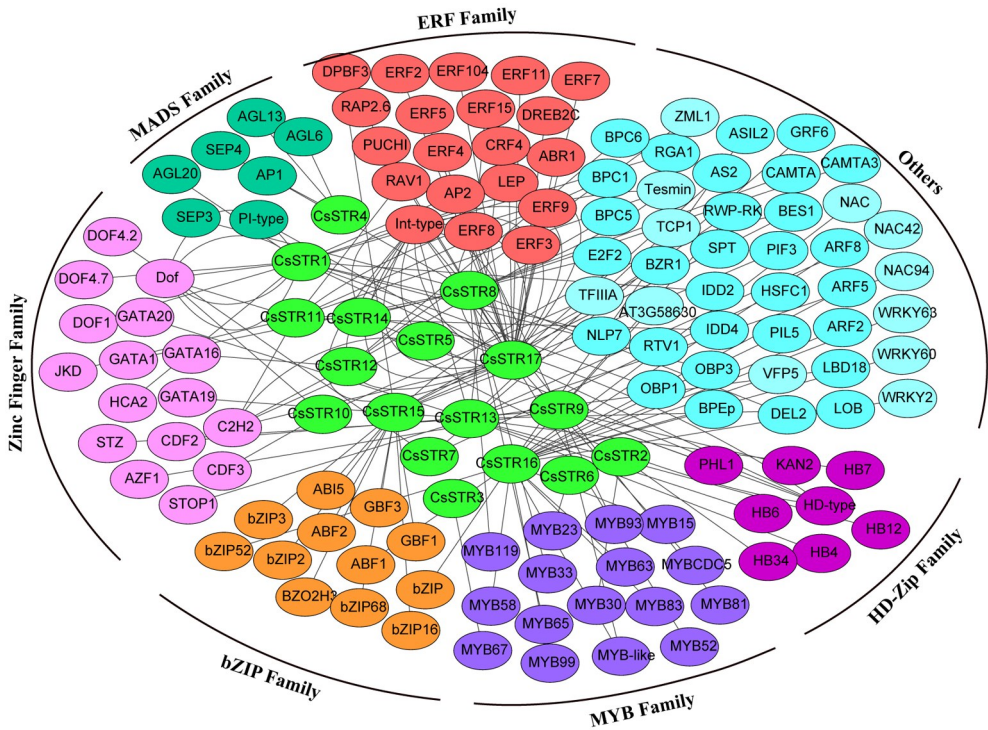 ERF Family
MADS Family
Others
Zinc Finger Family
bZIP Family
MYB Family
HD-Zip Family
DPBF3
ERF2
ERF104
ERF11
ERF7
RAP2.6
ERF5
ERF15
DREB2C
PUCHI
ERF4
CRF4
ABR1
RAV1
AP2
LEP
ERF9
Int-type
ERF8
ERF3
AGL13
AGL6
SEP4
AGL20
AP1
SEP3
PI-type
CsSTR4
CsSTR1
CsSTR8
CsSTR11
CsSTR14
CsSTR5
CsSTR17
CsSTR12
CsSTR10
CsSTR15
CsSTR13
CsSTR9
CsSTR7
CsSTR16
CsSTR6
CsSTR2
CsSTR3
ZML1
BPC6
RGA1
ASIL2
GRF6
BPC1
Tesmin
AS2
CAMTA
CAMTA3
BPC5
TCP1
RWP-RK
BES1
NAC
E2F2
BZR1
SPT
PIF3
ARF8
NAC42
TFIIIA
AT3G58630
IDD2
HSFC1
ARF5
NAC94
NLP7
RTV1
IDD4
PIL5
ARF2
WRKY63
OBP1
OBP3
VFP5
LBD18
WRKY60
BPEp
DEL2
LOB
WRKY2
DOF4.2
DOF4.7
Dof
DOF1
GATA20
JKD
GATA1
GATA16
HCA2
GATA19
STZ
CDF2
C2H2
AZF1
CDF3
STOP1
ABI5
bZIP3
GBF3
bZIP52
ABF2
GBF1
bZIP2
ABF1
BZO2H3
bZIP68
bZIP
bZIP16
MYB23
MYB93
MYB15
MYB119
MYB33
MYB63
MYBCDC5
MYB58
MYB65
MYB30
MYB83
MYB81
MYB67
MYB99
MYB-like
MYB52
PHL1
KAN2
HB7
HB6
HD-type
HB12
HB34
HB4